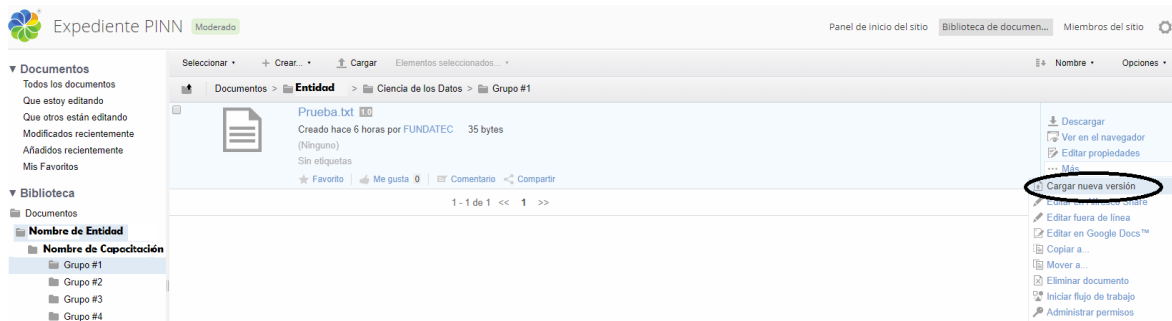 Expediente PINN Moderado
Panel de inicio del sitio Biblioteca de documen... Miembros del sitio
Seleccionar + Crear... Cargar Elementos seleccionados... Nombre Opciones
Documentos > Entidad > Ciencia de los Datos > Grupo #1
Documentos
Todos los documentos
Que estoy editando
Que otros están editando
Modificados recientemente
Añadidos recientemente
Mis Favoritos
Biblioteca
Documentos
Nombre de Entidad
Nombre de Capacitación
Grupo #1
Grupo #2
Grupo #3
Grupo #4
Prueba.txt 1.0
Creado hace 6 horas por FUNDATEC 35 bytes
(Ninguno)
Sin etiquetas
Favorito Me gusta 0 Comentario Compartir
1 - 1 de 1 << 1 >>
Descargar
Ver en el navegador
Editar propiedades
... Más
Cargar nueva versión
Editar en Alfresco Share
Editar fuera de línea
Editar en Google Docs™
Copiar a...
Mover a...
Eliminar documento
Iniciar flujo de trabajo
Administrar permisos